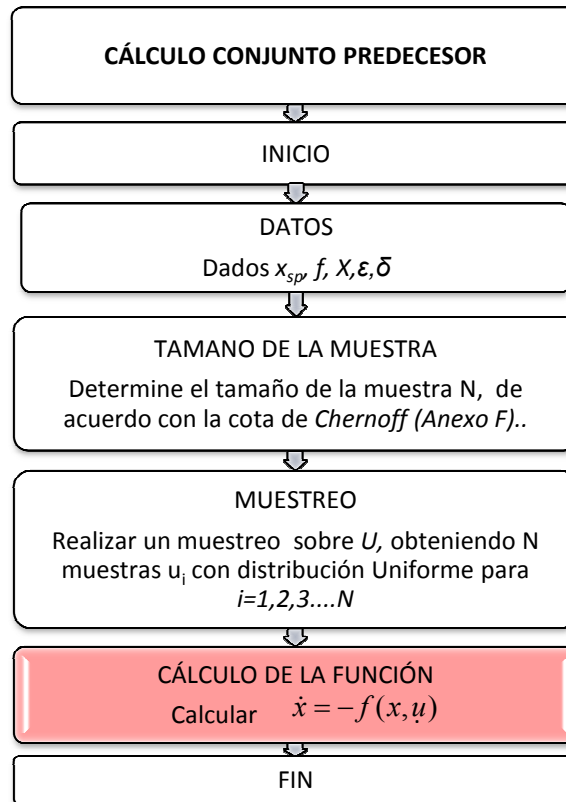 CÁLCULO CONJUNTO PREDECESOR
INICIO
DATOS
Dados x_sp, f, X,ε,δ
TAMANO DE LA MUESTRA
Determine el tamaño de la muestra N, de
acuerdo con la cota de Chernoff (Anexo F)..
MUESTREO
Realizar un muestreo sobre U, obteniendo N
muestras u_i con distribución Uniforme para
i=1,2,3....N
CÁLCULO DE LA FUNCIÓN
Calcular ẋ = −f(x,ụ)
FIN